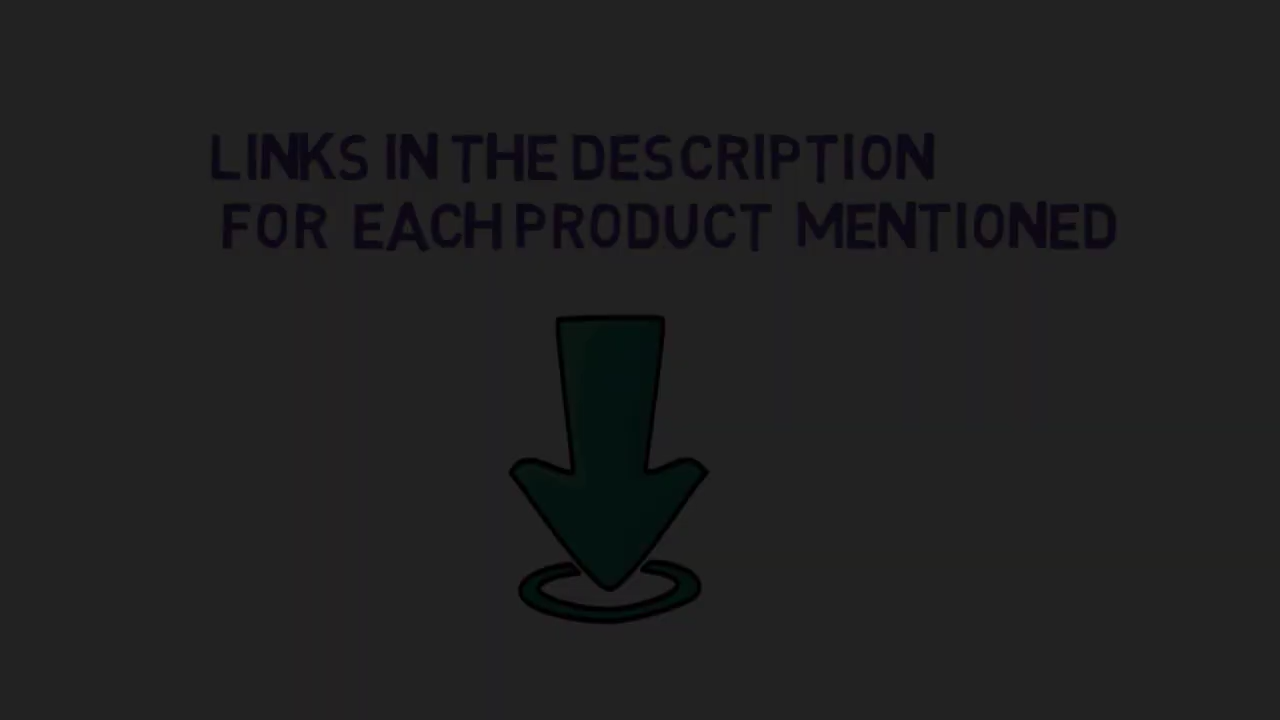 LINKS IN THE DESCRIPTION
FOR EACH PRODUCT MENTIONED